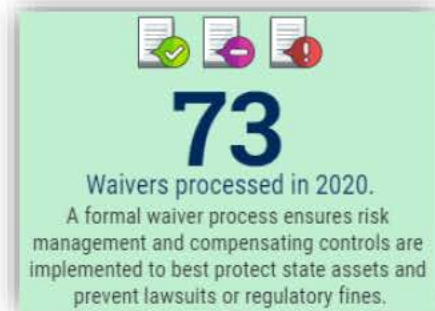 73
Waivers processed in 2020.
A formal waiver process ensures risk
management and compensating controls are
implemented to best protect state assets and
prevent lawsuits or regulatory fines.